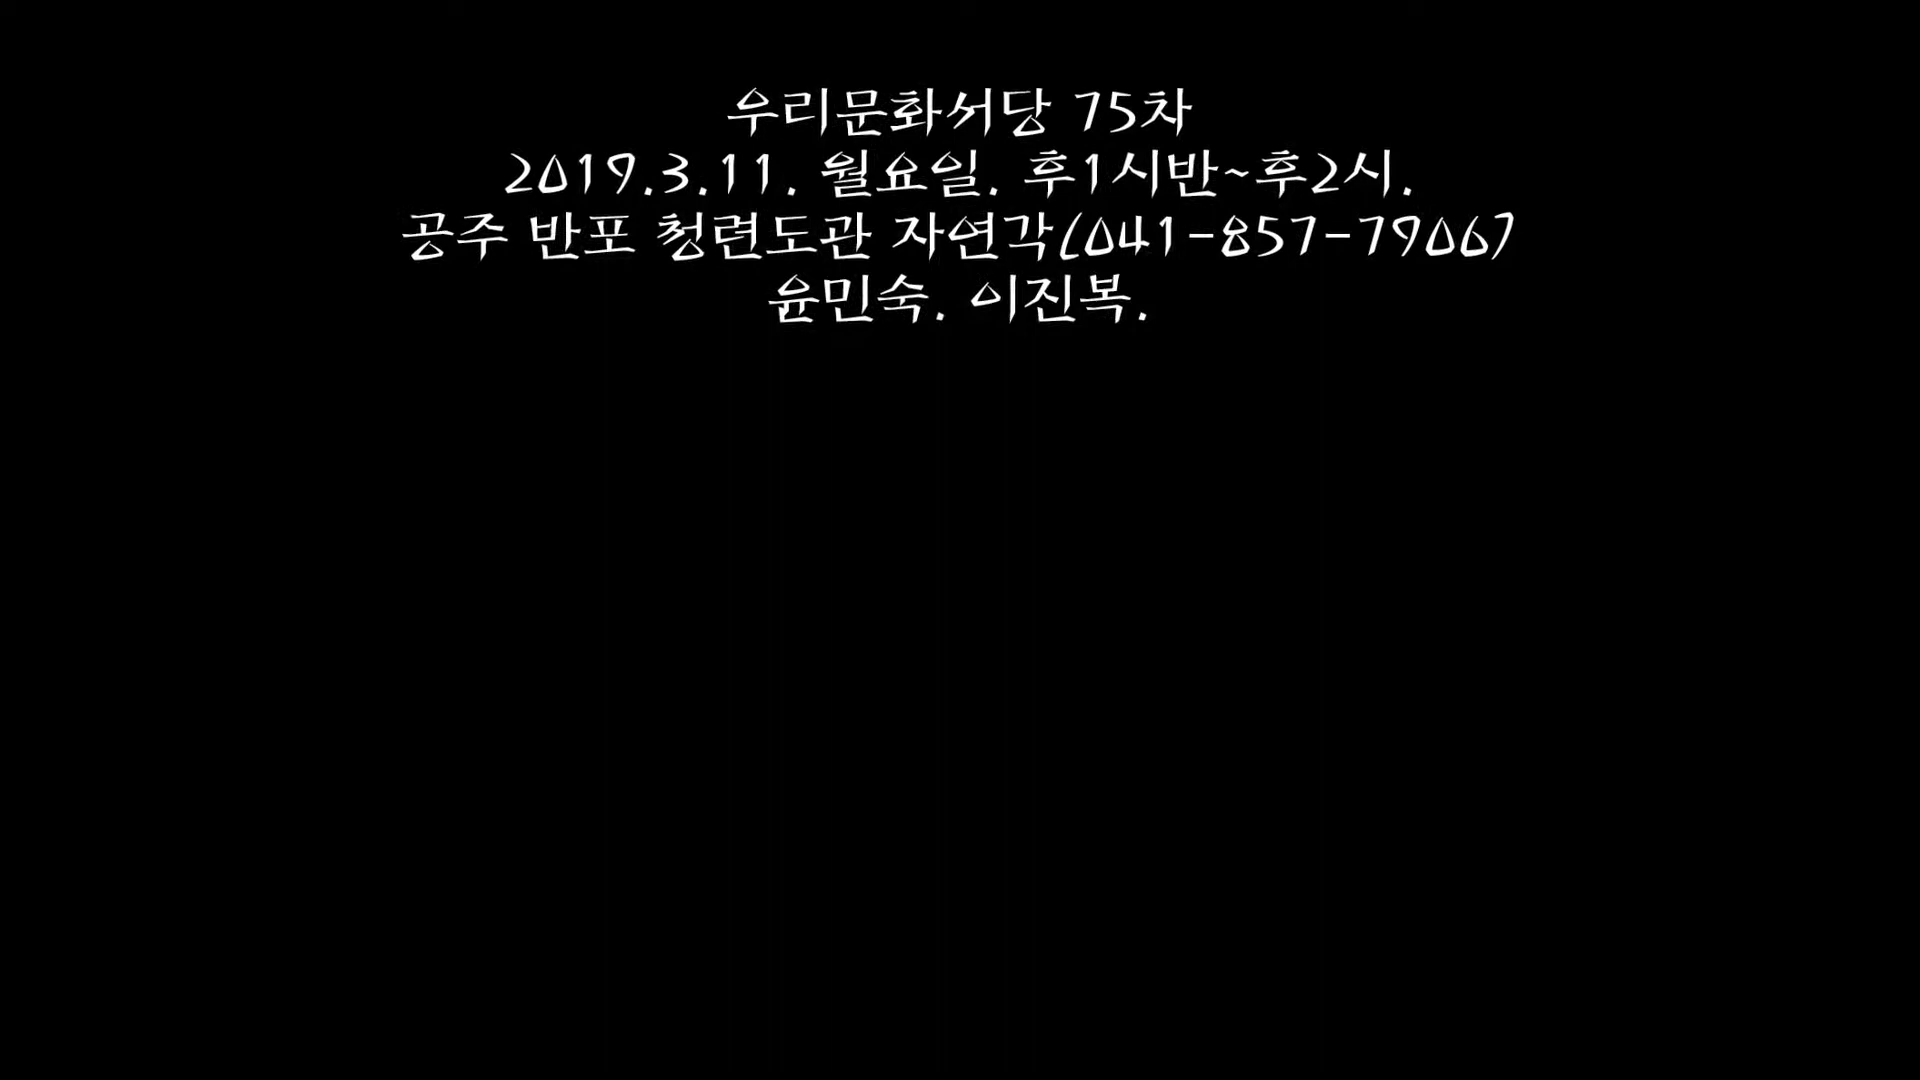 우리문화서당 75차
2019.3.11. 월요일. 후1시반~후2시.
공주 반포 청련도관 자연각(041-857-7906)
윤민숙. 이진복.